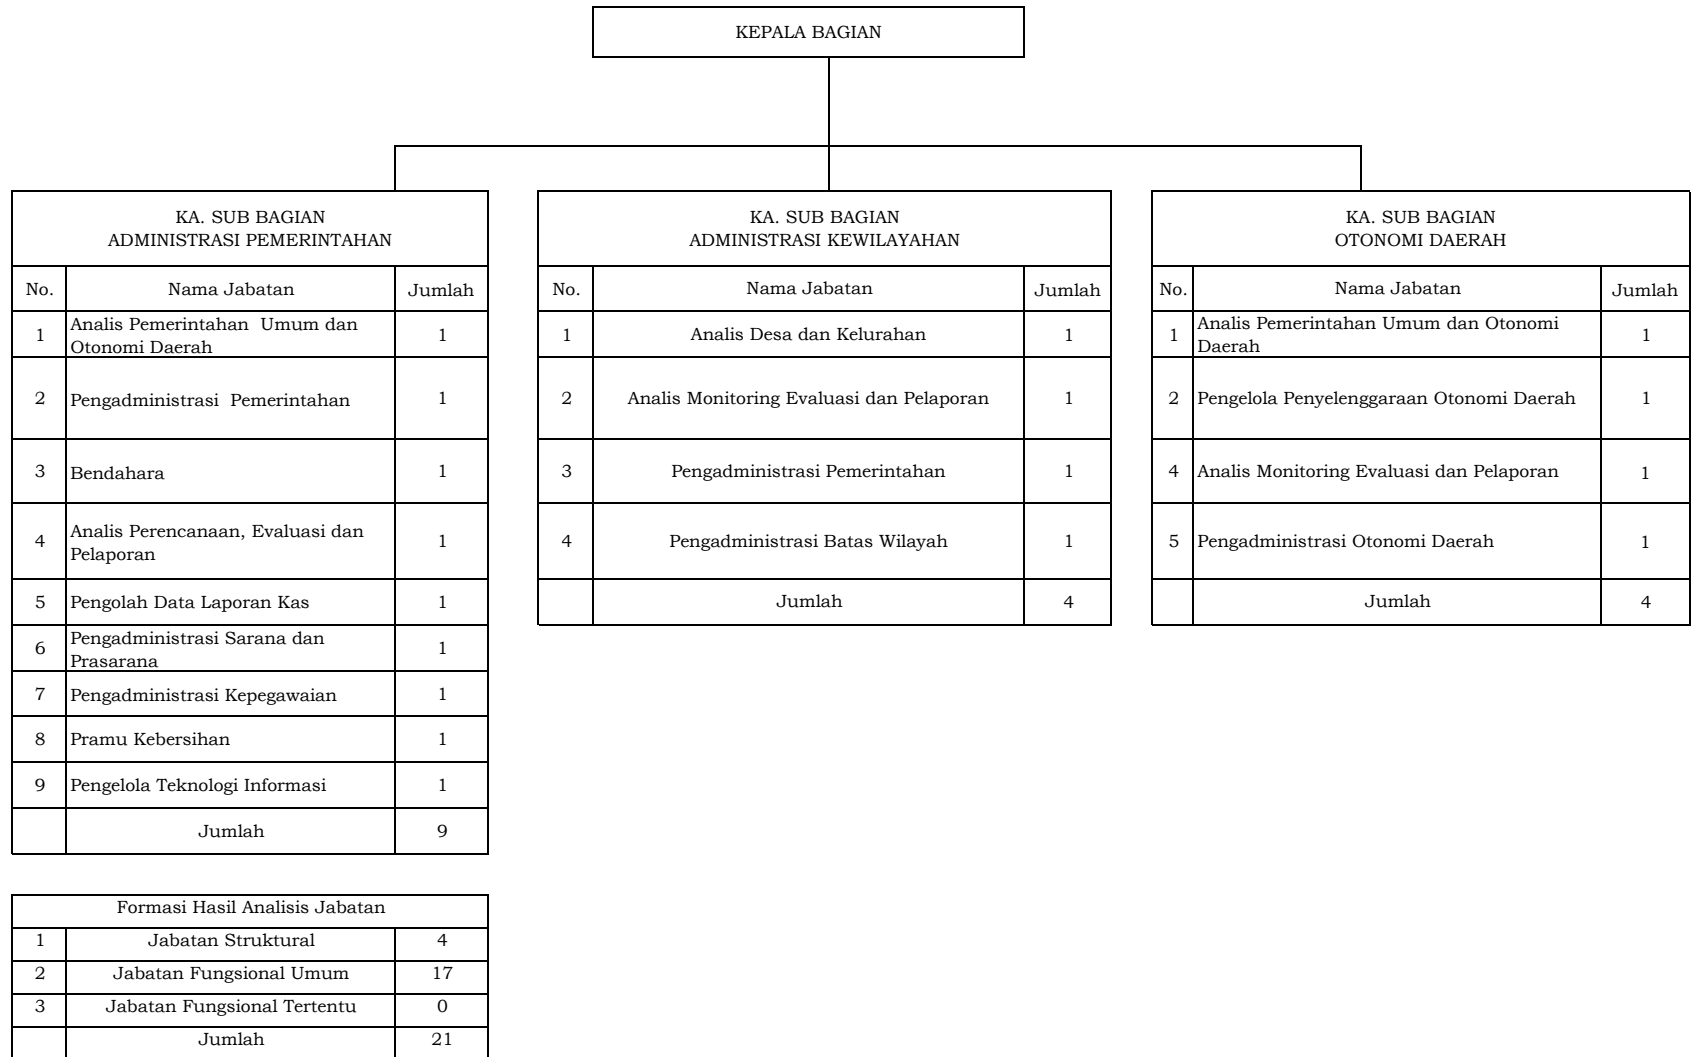 KEPALA BAGIAN
KA. SUB BAGIAN
ADMINISTRASI PEMERINTAHAN
No. Nama Jabatan Jumlah
1 Analis Pemerintahan Umum dan
Otonomi Daerah 1
2 Pengadministrasi Pemerintahan 1
3 Bendahara 1
4 Analis Perencanaan, Evaluasi dan
Pelaporan 1
5 Pengolah Data Laporan Kas 1
6 Pengadministrasi Sarana dan
Prasarana 1
7 Pengadministrasi Kepegawaian 1
8 Pramu Kebersihan 1
9 Pengelola Teknologi Informasi 1
Jumlah 9
KA. SUB BAGIAN
ADMINISTRASI KEWILAYAHAN
No. Nama Jabatan Jumlah
1 Analis Desa dan Kelurahan 1
2 Analis Monitoring Evaluasi dan Pelaporan 1
3 Pengadministrasi Pemerintahan 1
4 Pengadministrasi Batas Wilayah 1
Jumlah 4
KA. SUB BAGIAN
OTONOMI DAERAH
No. Nama Jabatan Jumlah
1 Analis Pemerintahan Umum dan Otonomi
Daerah 1
2 Pengelola Penyelenggaraan Otonomi Daerah 1
4 Analis Monitoring Evaluasi dan Pelaporan 1
5 Pengadministrasi Otonomi Daerah 1
Jumlah 4
Formasi Hasil Analisis Jabatan
1 Jabatan Struktural 4
2 Jabatan Fungsional Umum 17
3 Jabatan Fungsional Tertentu 0
Jumlah 21